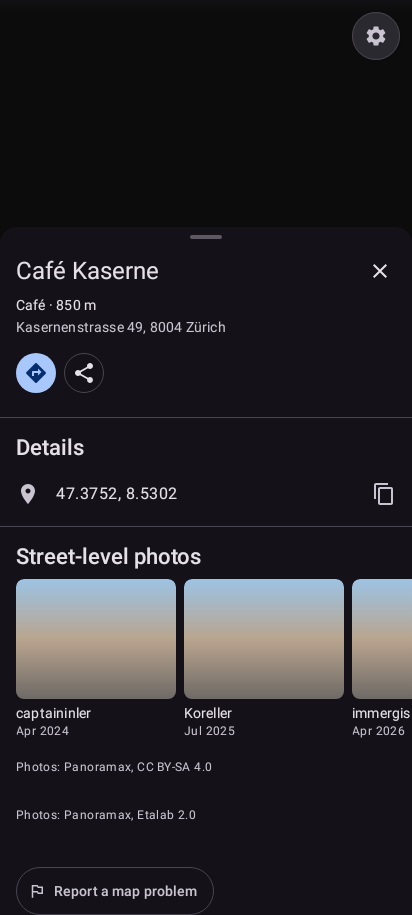 Café Kaserne
Café · 850 m
Kasernenstrasse 49, 8004 Zürich
Details
47.3752, 8.5302
Street-level photos
captaininler
Koreller
immergis
Apr 2024
Jul 2025
Apr 2026
Photos: Panoramax, CC BY-SA 4.0
Photos: Panoramax, Etalab 2.0
Report a map problem